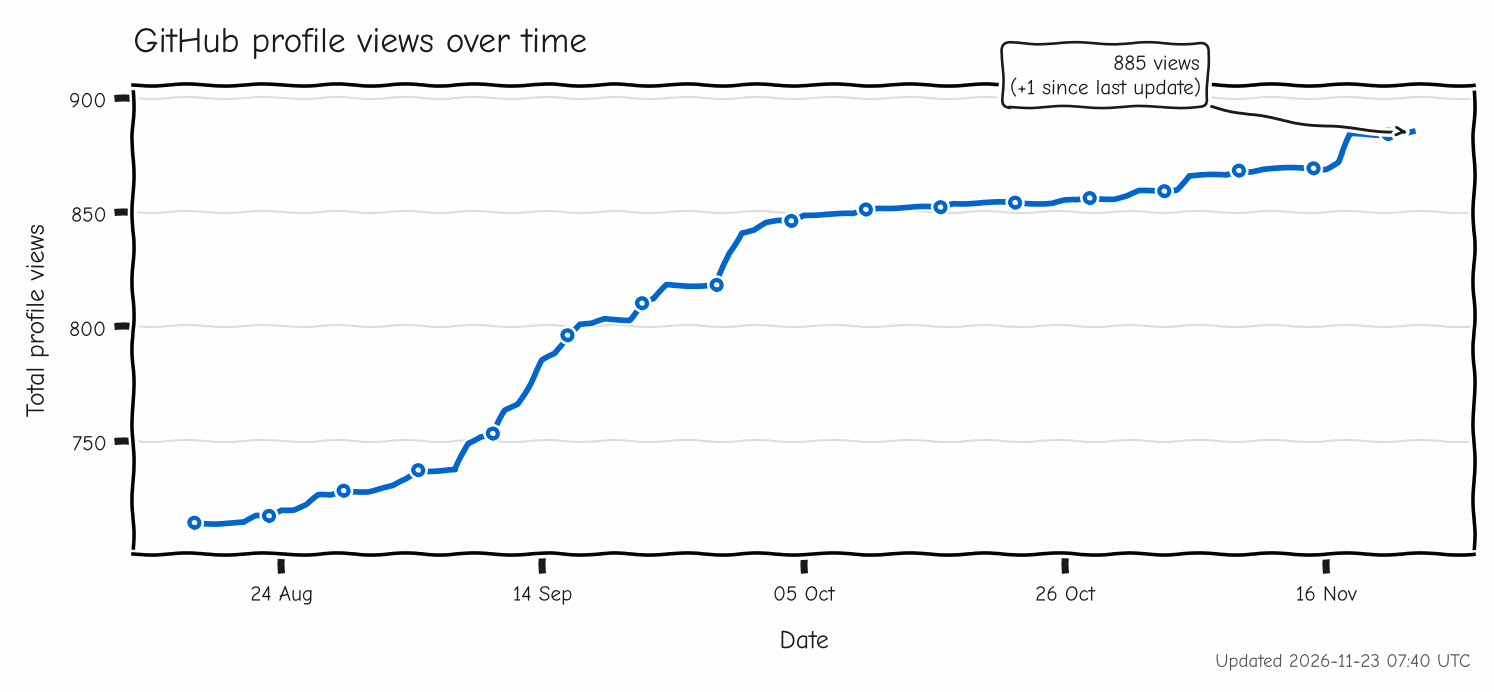 GitHub profile views over time
885 views
(+1 since last update)
900
850
800
750
Total profile views
24 Aug
14 Sep
05 Oct
26 Oct
16 Nov
Date
Updated 2026-11-23 07:40 UTC